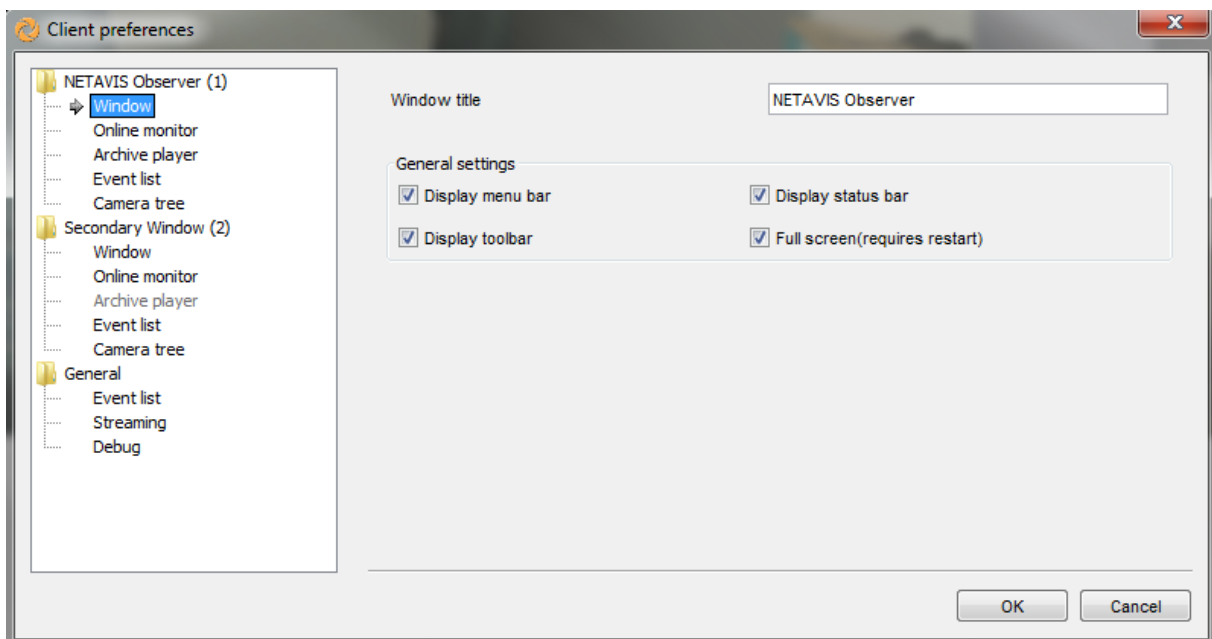 Client preferences
NETAVIS Observer (1)
Window
Online monitor
Archive player
Event list
Camera tree
Secondary Window (2)
Window
Online monitor
Archive player
Event list
Camera tree
General
Event list
Streaming
Debug
Window title NETAVIS Observer
General settings
Display menu bar Display status bar
Display toolbar Full screen(requires restart)
OK Cancel